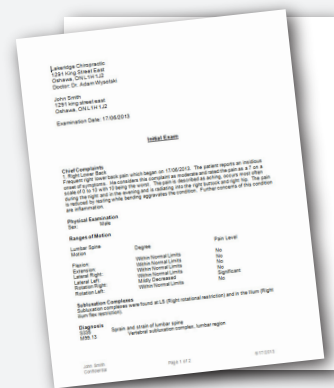 Lakeridge Chiropractic
1291 King Street East
Oshawa, ON L1H 1J2
Doctor: Dr. Adam Wysotski
John Smith
1291 king street east
Oshawa, ON L1H 1J2
Examination Date: 17/06/2013
Initial Exam
Chief Complaints
1. Right Lower Back
Frequent right lower back pain which began on 17/06/2013. The patient reports an insidious
onset of symptoms. He considers this complaint as moderate and rated the pain as a 7 on a
scale of 0 to 10 with 10 being the worst. The pain is described as aching, occurs most often
during the night and in the evening and is radiating into the right buttock and right hip. The pain
is reduced by resting while bending aggravates the condition. Further concerns of this condition
are inflammation.
Physical Examination
Sex: Male
Ranges of Motion
Lumbar Spine
Motion Degree Pain Level
Flexion: Within Normal Limits No
Extension: Within Normal Limits No
Lateral Right: Within Normal Limits No
Lateral Left: Within Normal Limits No
Rotation Right: Mildly Decreased Significant
Rotation Left: Within Normal Limits No
Subluxation Complexes
Subluxation complexes were found at L5 (Right rotational restriction) and in the Ilium (Right
Ilium flex restriction).
Diagnosis
Sprain and strain of lumbar spine
M99.13 Vertebral subluxation complex, lumbar region
John Smith
Confidential
Page 1 of 2